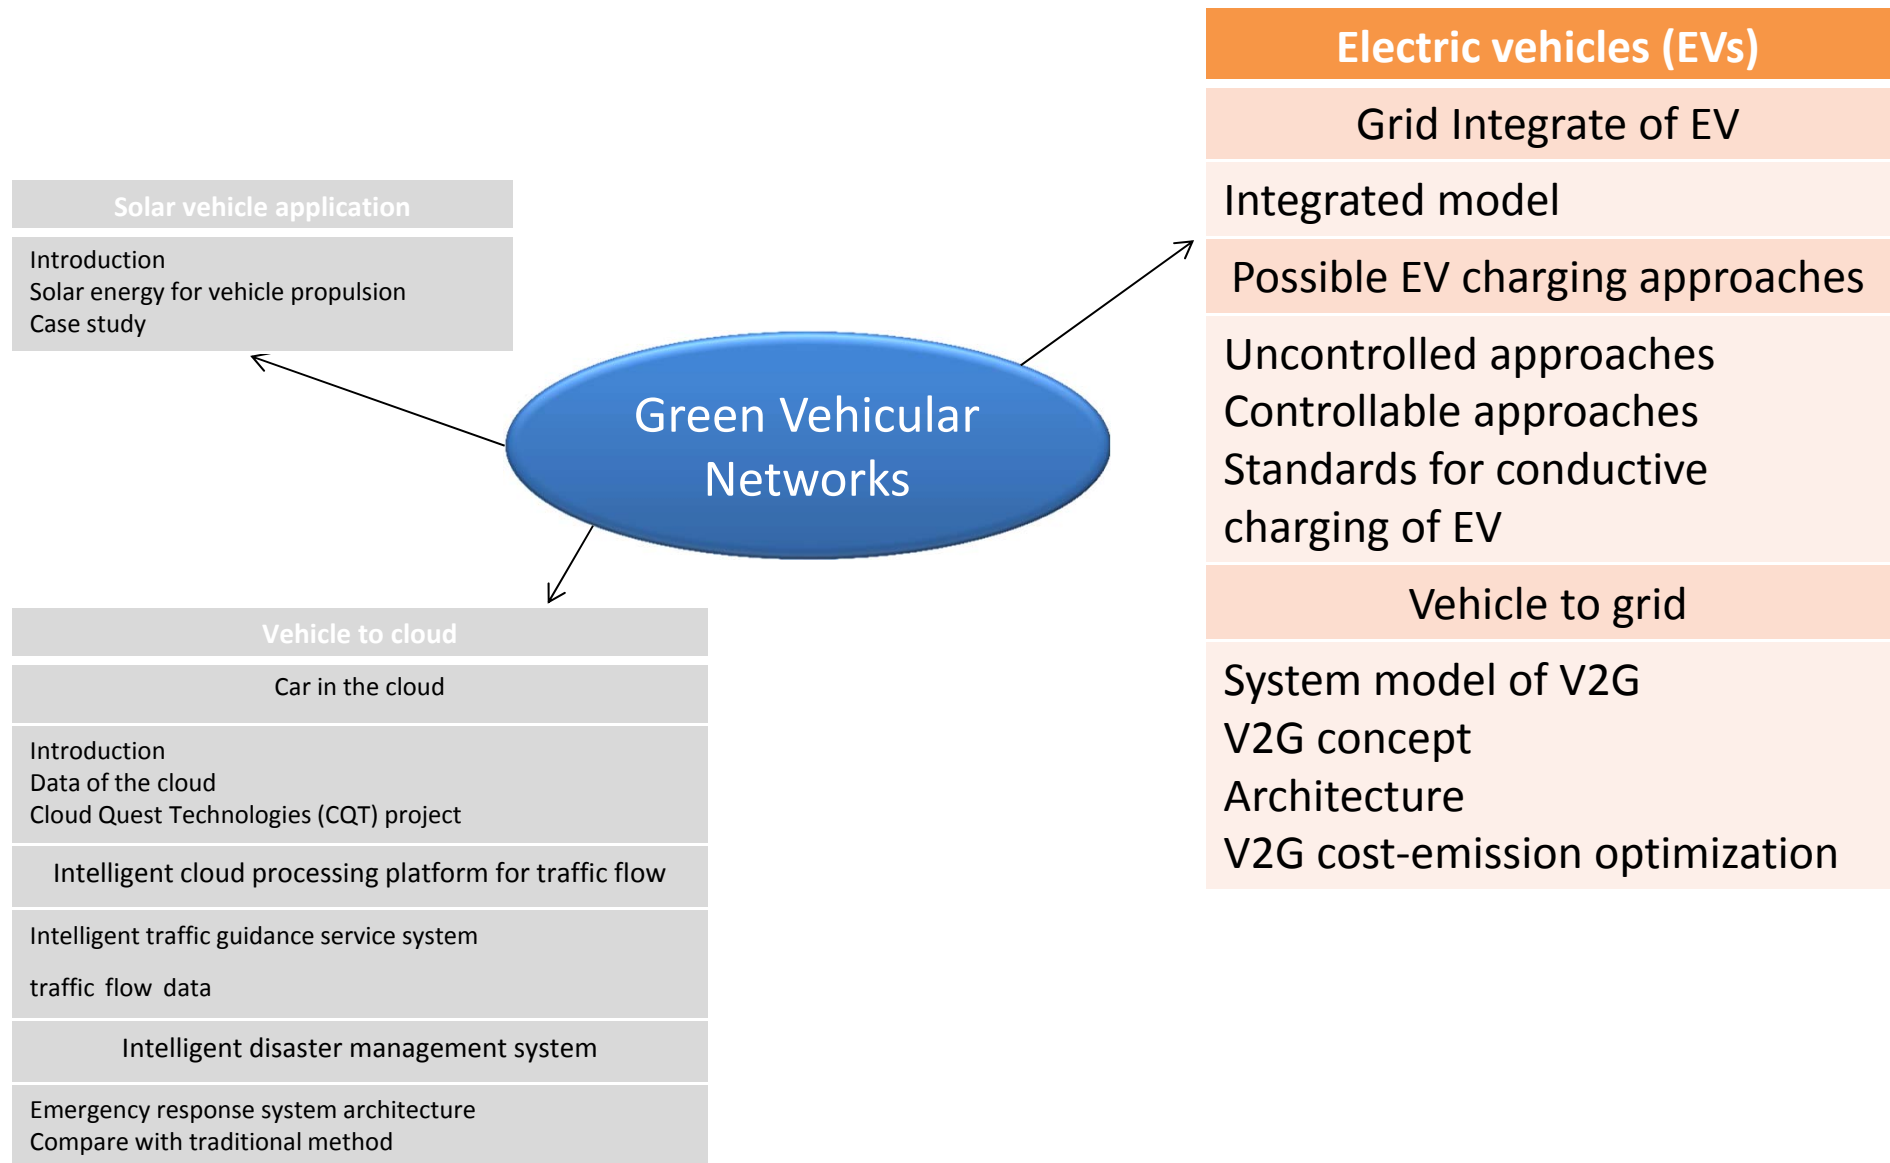 Electric vehicles (EVs)
Grid Integrate of EV
Integrated model
Possible EV charging approaches
Uncontrolled approaches
Controllable approaches
Standards for conductive
charging of EV
Vehicle to grid
System model of V2G
V2G concept
Architecture
V2G cost-emission optimization
Solar vehicle application
Introduction
Solar energy for vehicle propulsion
Case study
Green Vehicular
Networks
Vehicle to cloud
Car in the cloud
Introduction
Data of the cloud
Cloud Quest Technologies (CQT) project
Intelligent cloud processing platform for traffic flow
Intelligent traffic guidance service system
traffic flow data
Intelligent disaster management system
Emergency response system architecture
Compare with traditional method